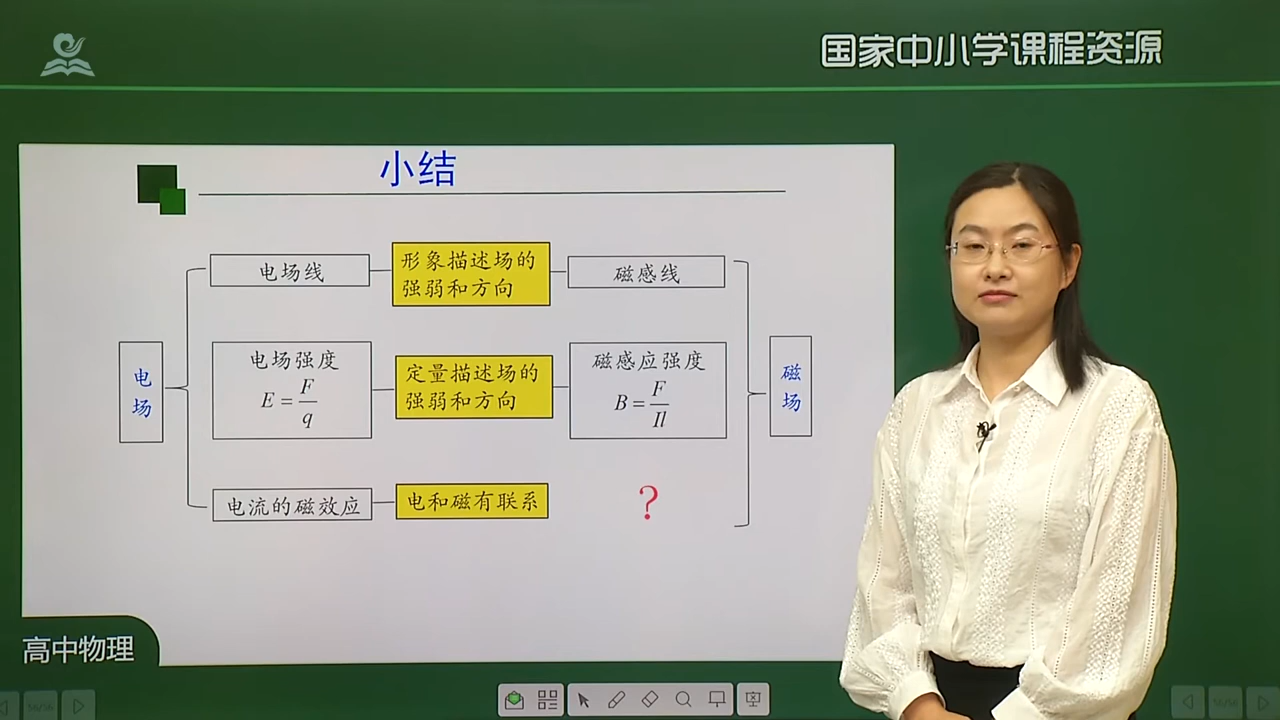 国家中小学课程资源
小结
电场线
形象描述场的
强弱和方向
磁感线
电
场
电场强度
E = F/q
定量描述场的
强弱和方向
磁感应强度
B = F/Il
磁
场
电流的磁效应
电和磁有联系
?
高中物理